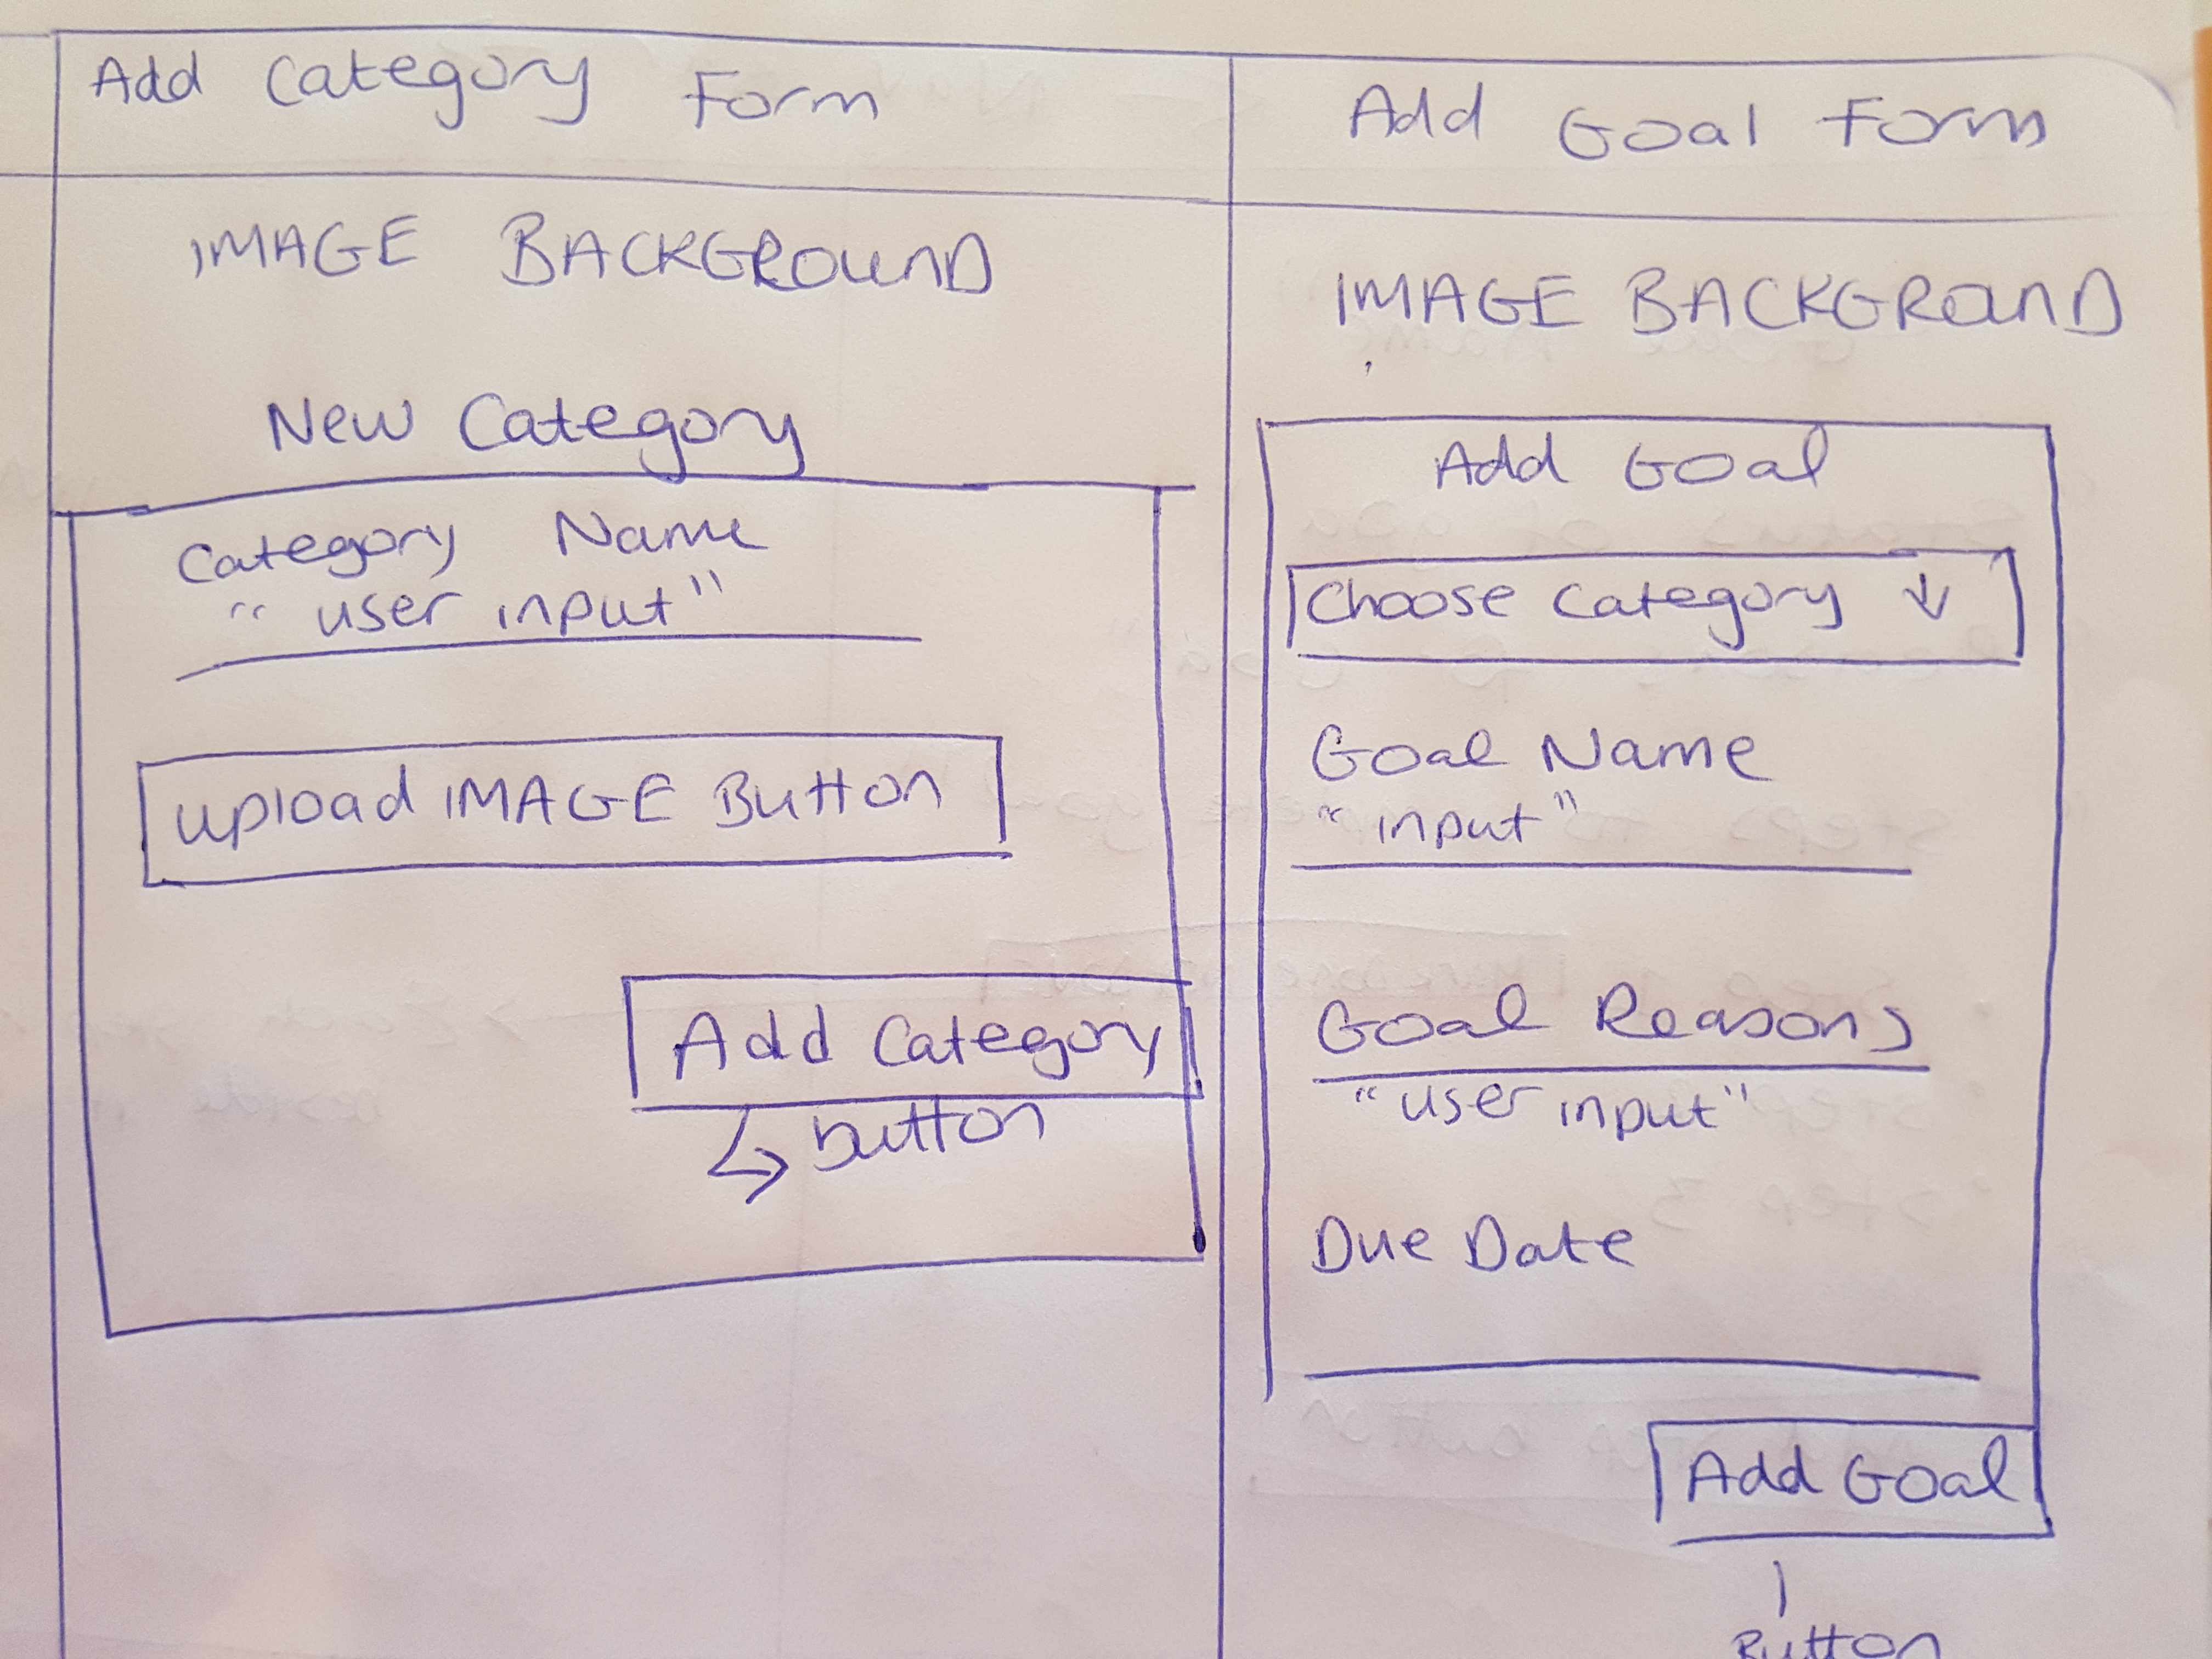 Add Category Form
IMAGE BACKGROUND
New Category
Category Name
"user input"
Upload IMAGE Button
Add Category
button
Add Goal Form
IMAGE BACKGROUND
Add Goal
Choose Category ↓
Goal Name
"input"
Goal Reason)
"user input"
Due Date
Add Goal
Button